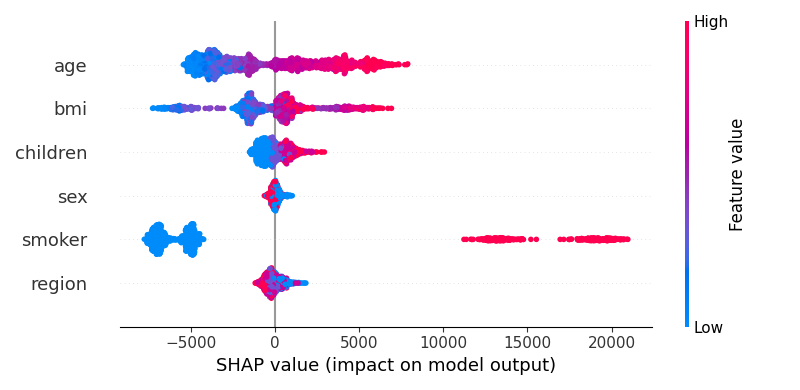 High
age
bmi
children
sex
smoker
region
Feature value
Low
−5000 0 5000 10000 15000 20000
SHAP value (impact on model output)